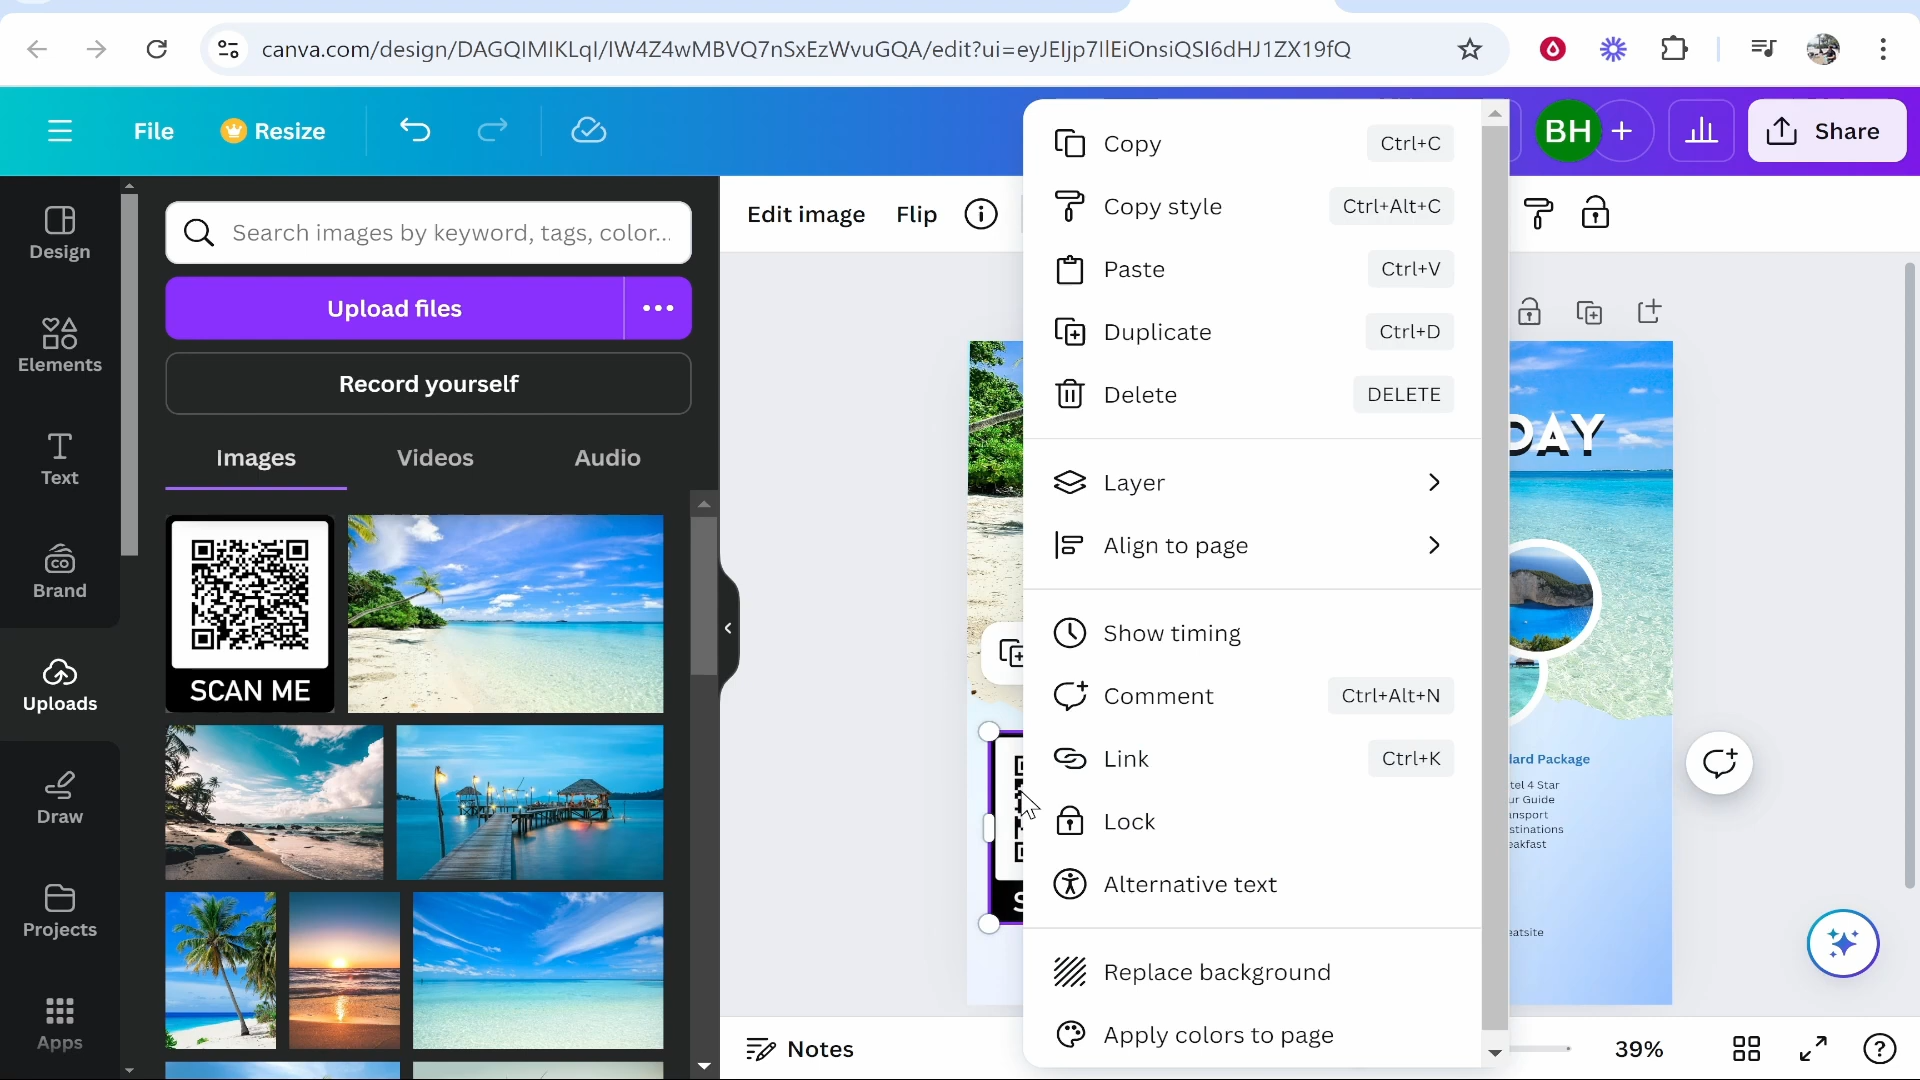 canva.com/design/DAGQIMIKLqI/IW4Z4wMBVQ7nSxEzWvuGQA/edit?ui=eyJEIjp7IlEiOnsiQSI6dHJ1ZX19fQ
File
Resize
BH
+
Share
Design
Elements
Text
Brand
Uploads
Draw
Projects
Apps
Search images by keyword, tags, color...
Upload files
Record yourself
Images
Videos
Audio
SCAN ME
Edit image
Flip
Copy
Ctrl+C
Copy style
Ctrl+Alt+C
Paste
Ctrl+V
Duplicate
Ctrl+D
Delete
DELETE
Layer
Align to page
Show timing
Comment
Ctrl+Alt+N
Link
Ctrl+K
Lock
Alternative text
Replace background
Apply colors to page
DAY
dard Package
tel 4 Star
ur Guide
ansport
stinations
eakfast
eatsite
Notes
39%